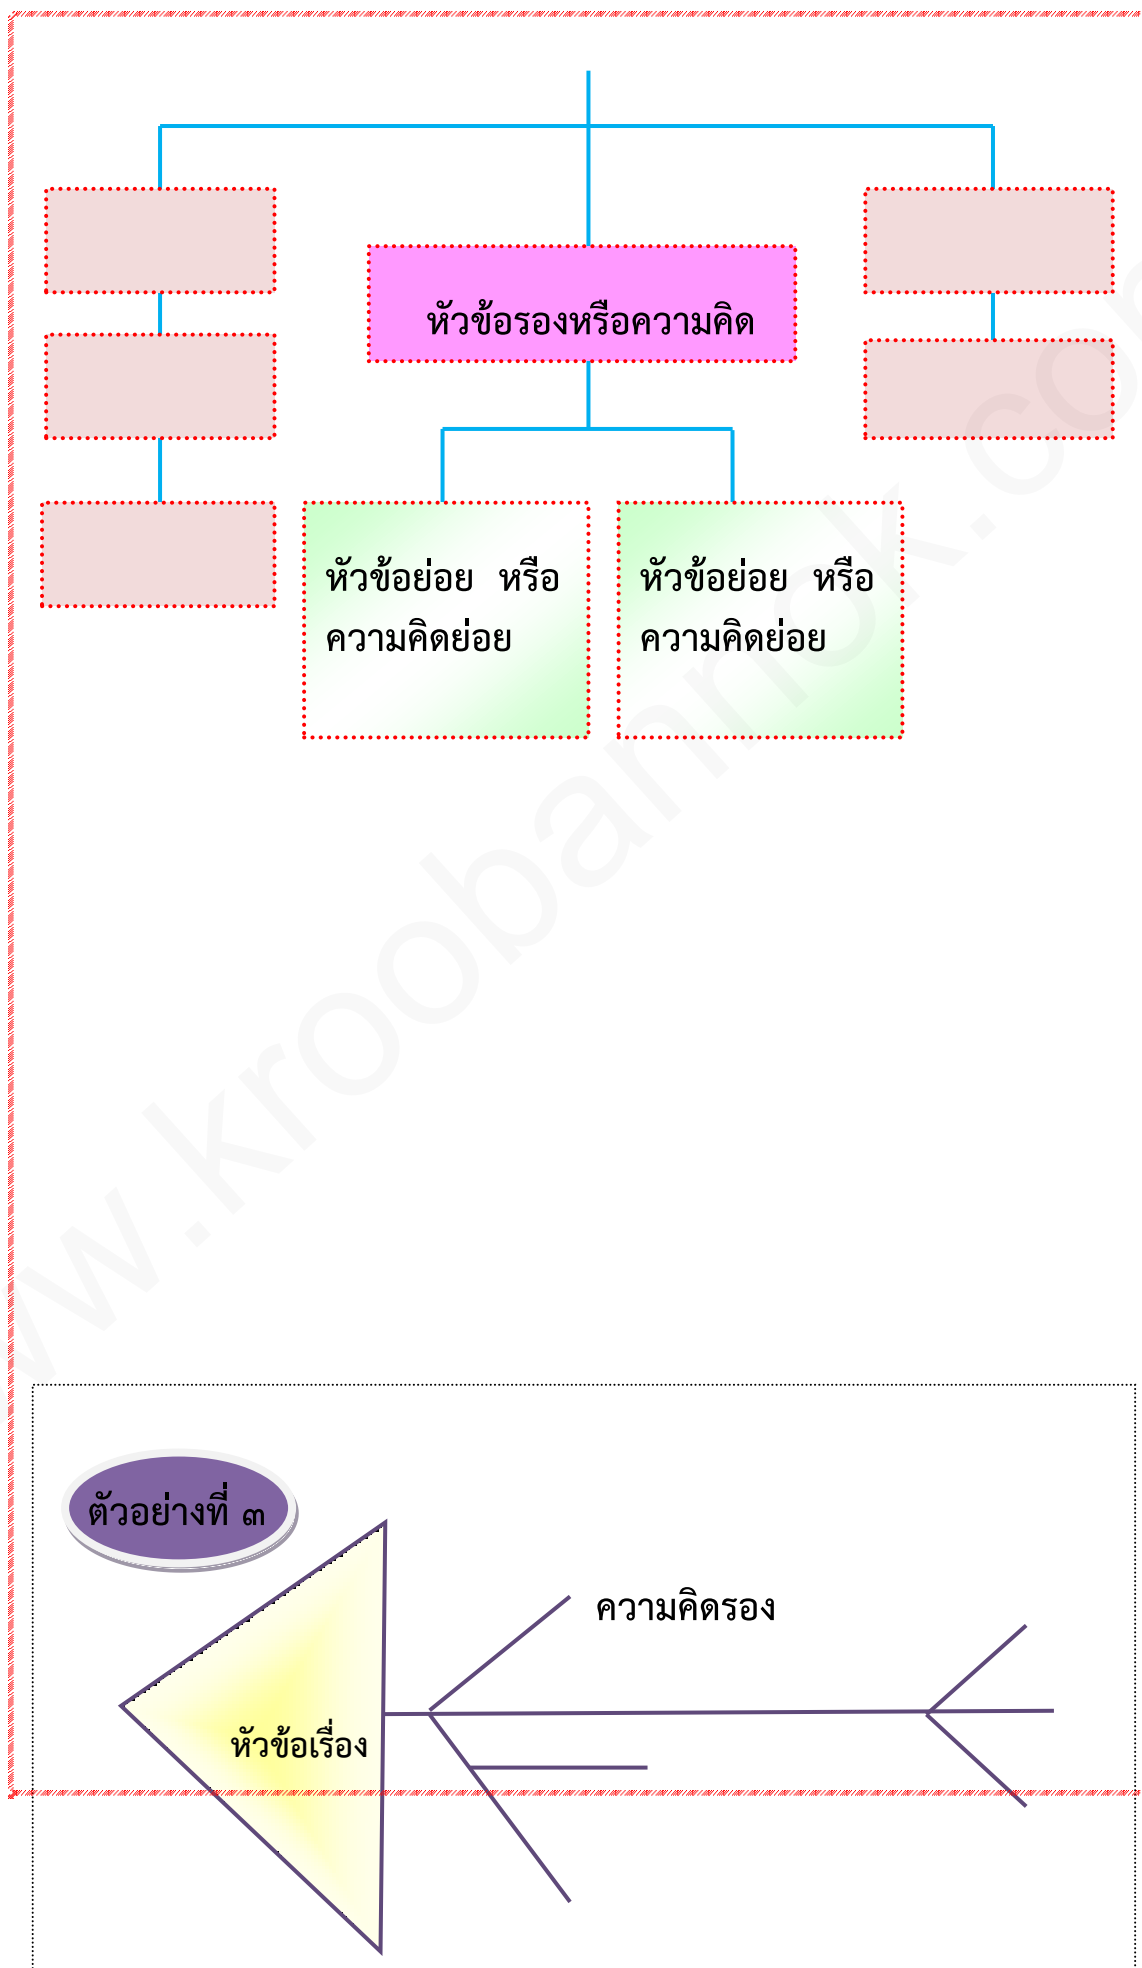 หัวข้อรองหรือความคิด
หัวข้อย่อย หรือ
ความคิดย่อย
หัวข้อย่อย หรือ
ความคิดย่อย
ตัวอย่างที่ ๓
ความคิดรอง
หัวข้อเรื่อง
w.kroobannok.com